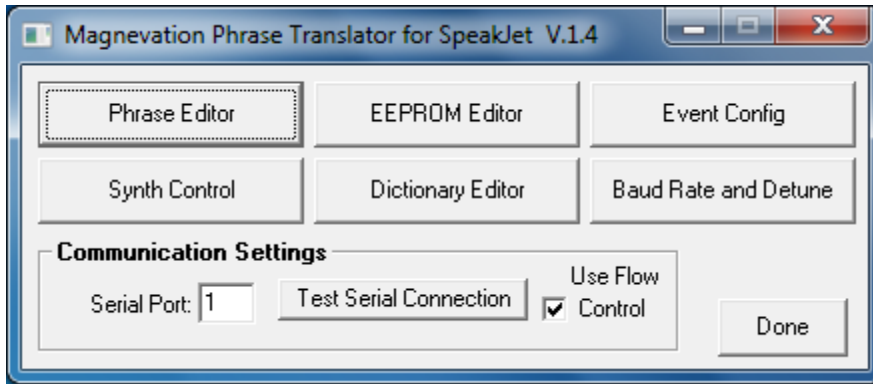 Magnevation Phrase Translator for SpeakJet V.1.4
Phrase Editor
EEPROM Editor
Event Config
Synth Control
Dictionary Editor
Baud Rate and Detune
Communication Settings
Serial Port: 1
Test Serial Connection
Use Flow
Control
Done